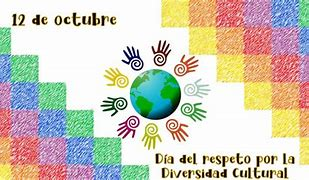 12 de octubre
Día del respeto por la
Diversidad Cultural